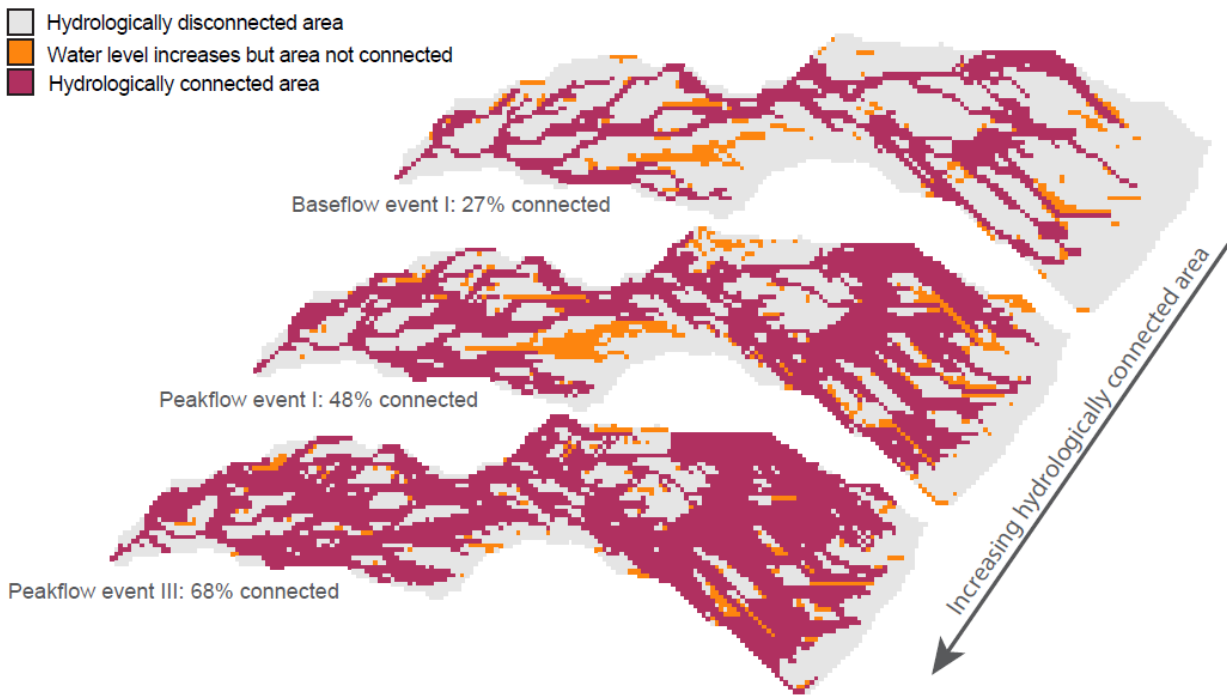 Hydrologically disconnected area
Water level increases but area not connected
Hydrologically connected area
Baseflow event I: 27% connected
Peakflow event I: 48% connected
Peakflow event III: 68% connected
Increasing hydrologically connected area